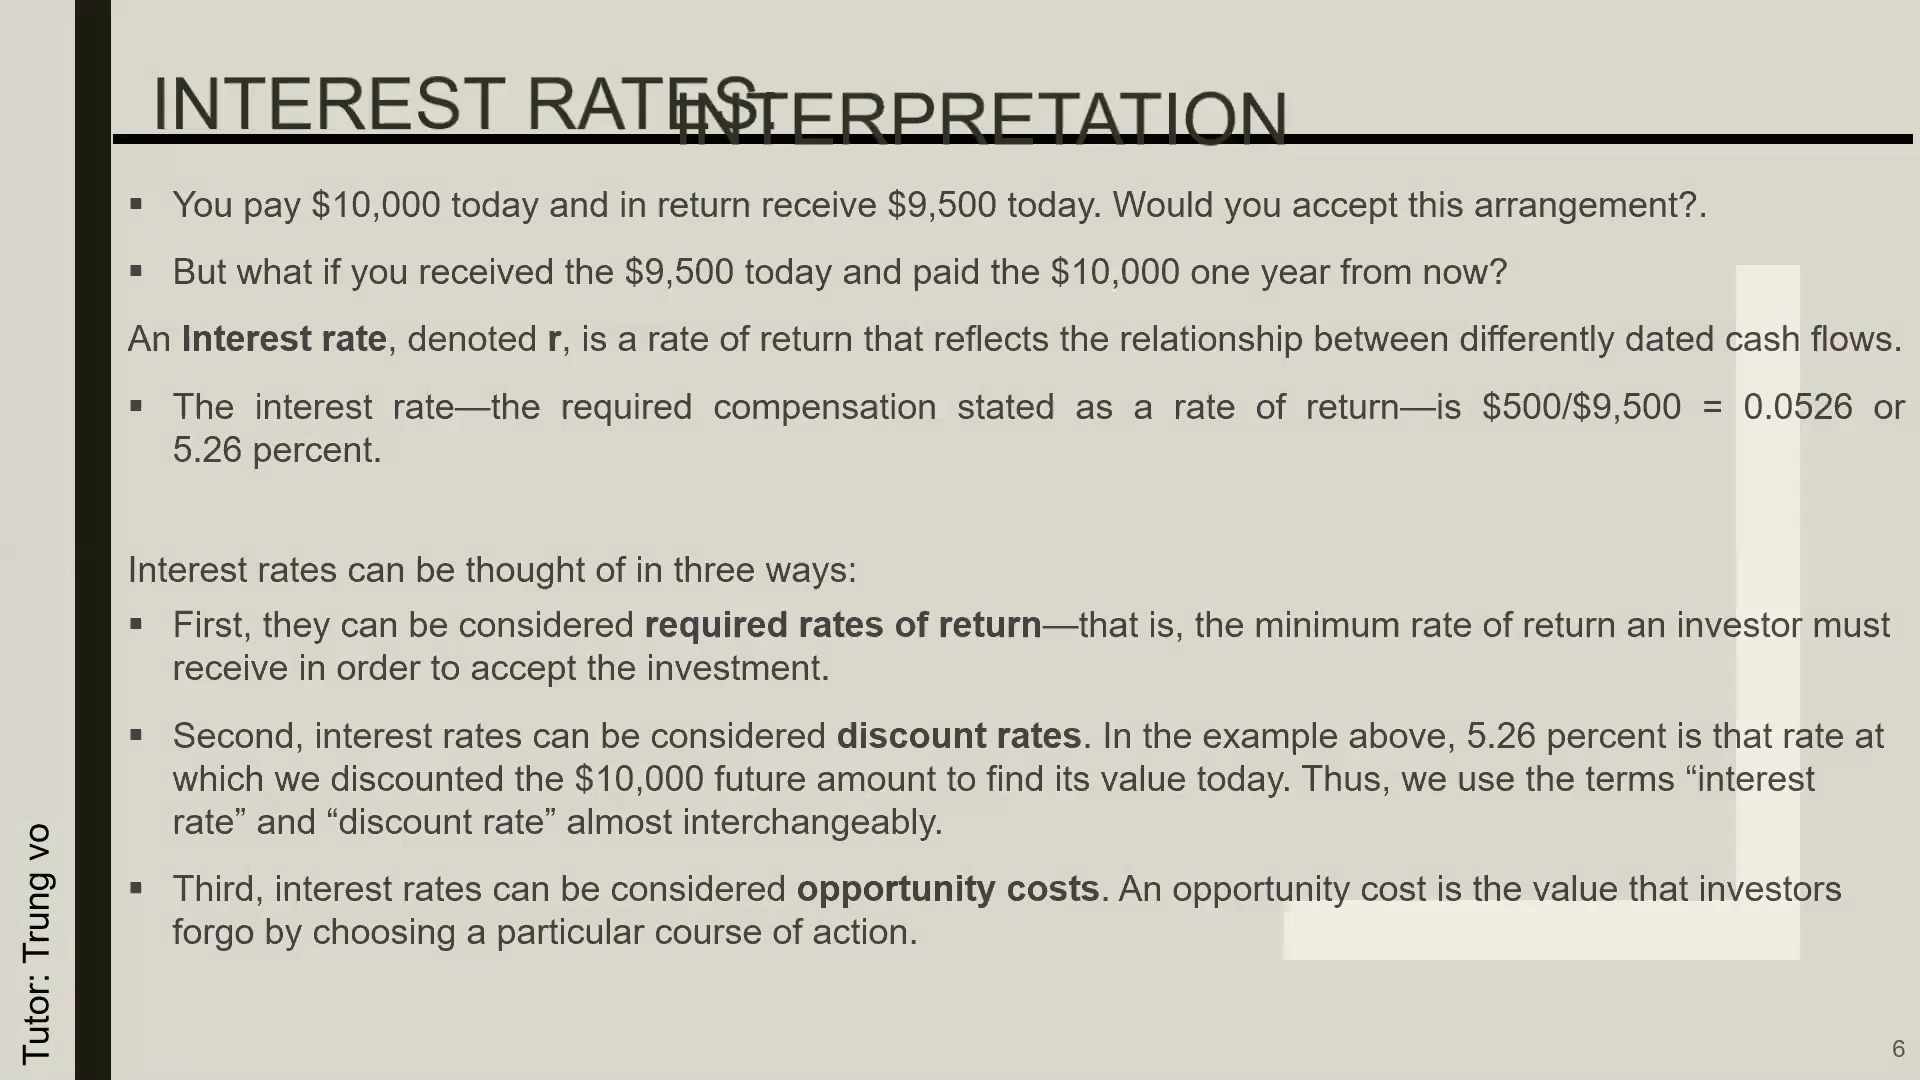 INTEREST RATES:
INTERPRETATION
▪ You pay $10,000 today and in return receive $9,500 today. Would you accept this arrangement?.
▪ But what if you received the $9,500 today and paid the $10,000 one year from now?
An Interest rate, denoted r, is a rate of return that reflects the relationship between differently dated cash flows.
▪ The interest rate—the required compensation stated as a rate of return—is $500/$9,500 = 0.0526 or
5.26 percent.
Interest rates can be thought of in three ways:
▪ First, they can be considered required rates of return—that is, the minimum rate of return an investor must
receive in order to accept the investment.
▪ Second, interest rates can be considered discount rates. In the example above, 5.26 percent is that rate at
which we discounted the $10,000 future amount to find its value today. Thus, we use the terms “interest
rate” and “discount rate” almost interchangeably.
▪ Third, interest rates can be considered opportunity costs. An opportunity cost is the value that investors
forgo by choosing a particular course of action.
Tutor: Trung vo
6